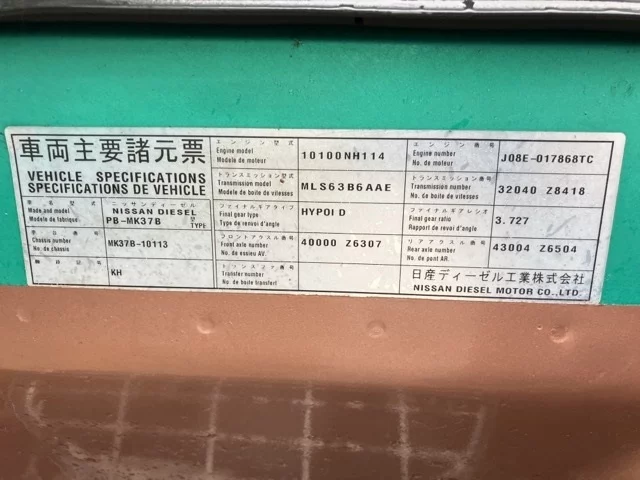 車両主要諸元票
VEHICLE SPECIFICATIONS
SPECIFICATIONS DE VEHICLE
車名 型式
Made and model
Modele de fabrique
ニッサンディーゼル
NISSAN DIESEL
PB-MK37B 型
TYPE
車台番号
Chassis number
No. de chassis
MK37B-10113
KH
エンジン型式
Engine model
Modele de moteur
10100NH114
エンジン番号
Engine number
No. de moteur
J08E-017868TC
トランスミッション型式
Transmission model
Modele de boite de vitesses
MLS63B6AAE
トランスミッション番号
Transmission number
No. de boite de vitesses
32040 Z8418
ファイナルギアタイプ
Final gear type
Type de renvoi d'angle
HYPOID
ファイナルギアレシオ
Final gear ratio
Rapport de renvoi d'angle
3.727
フロントアクスル番号
Front axle number
No. de essieu AV.
40000 Z6307
リアアクスル番号
Rear axle number
No. de pont AR.
43004 Z6504
トランスファ番号
Transfer number
No. de boite transfert
日産ディーゼル工業株式会社
NISSAN DIESEL MOTOR CO.,LTD.